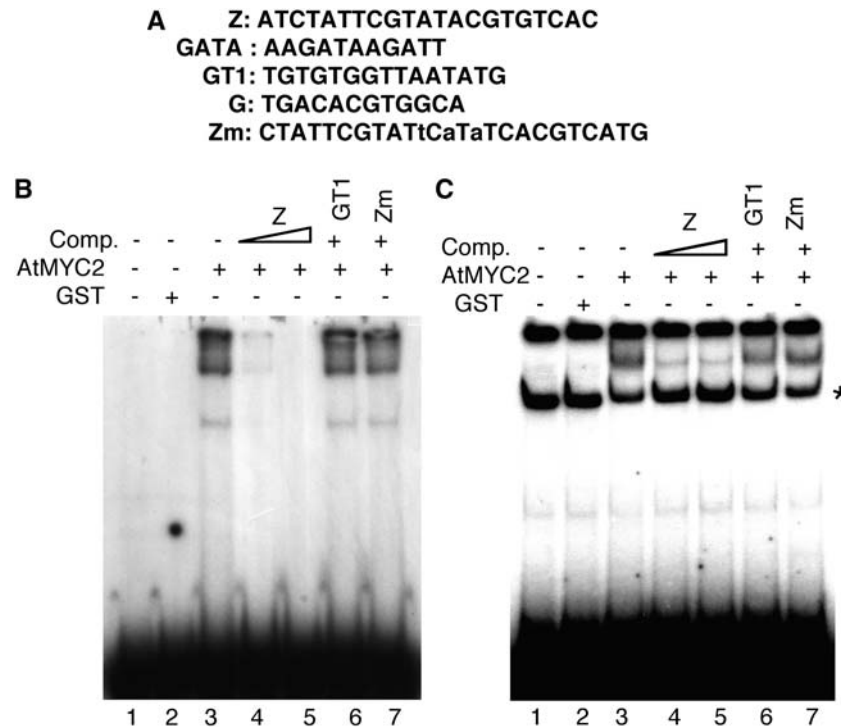 A
Z: ATCTATTCGTATACGTGTCAC
GATA : AAGATAAGATT
GT1: TGTGTGGTTAATATG
G: TGACACGTGGCA
Zm: CTATTCGTATtCaTaTCACGTCATG
B
Z GT1 Zm
Comp. - - - + +
AtMYC2 - - + + + + +
GST - + - - - - -
1 2 3 4 5 6 7
C
Z GT1 Zm
Comp. - - - + +
AtMYC2 - - + + + + +
GST - + - - - - -
*
1 2 3 4 5 6 7